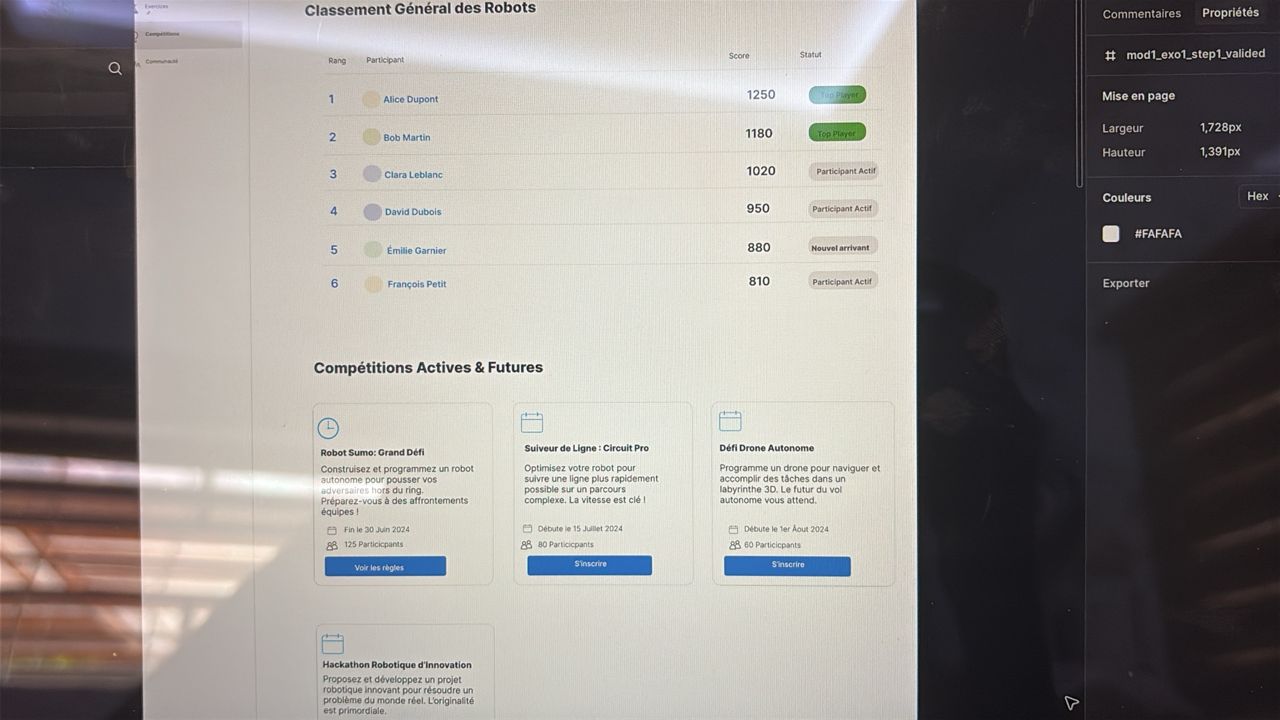 Exercices
Compétitions
Communauté
Classement Général des Robots
Rang Participant Score Statut
1 Alice Dupont 1250 Top Player
2 Bob Martin 1180 Top Player
3 Clara Leblanc 1020 Participant Actif
4 David Dubois 950 Participant Actif
5 Émilie Garnier 880 Nouvel arrivant
6 François Petit 810 Participant Actif
Compétitions Actives & Futures
Robot Sumo: Grand Défi
Construisez et programmez un robot
autonome pour pousser vos
adversaires hors du ring.
Préparez-vous à des affrontements
équipes !
Fin le 30 Juin 2024
125 Particicpants
Voir les règles
Suiveur de Ligne : Circuit Pro
Optimisez votre robot pour
suivre une ligne plus rapidement
possible sur un parcours
complexe. La vitesse est clé !
Débute le 15 Juillet 2024
80 Particicpants
S'inscrire
Défi Drone Autonome
Programme un drone pour naviguer et
accomplir des tâches dans un
labyrinthe 3D. Le futur du vol
autonome vous attend.
Débute le 1er Âout 2024
60 Particicpants
S'inscrire
Hackathon Robotique d'Innovation
Proposez et développez un projet
robotique innovant pour résoudre un
problème du monde réel. L'originalité
est primordiale.
Commentaires Propriétés
mod1_exo1_step1_valided
Mise en page
Largeur 1,728px
Hauteur 1,391px
Couleurs Hex
#FAFAFA
Exporter